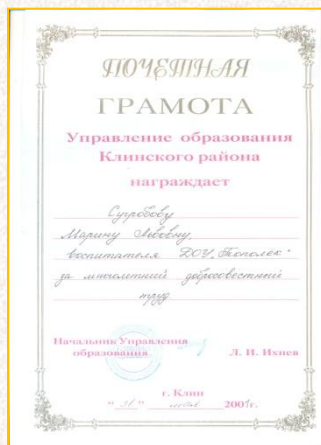 ПОЧЕТНАЯ
ГРАМОТА
Управление образования
Клинского района
награждает
Сугробову
Марину Львовну,
воспитателя ДОУ „Тополек"
за многолетний добросовестный
труд
Начальник Управления
образования
Л. И. Ихнев
г. Клин
200